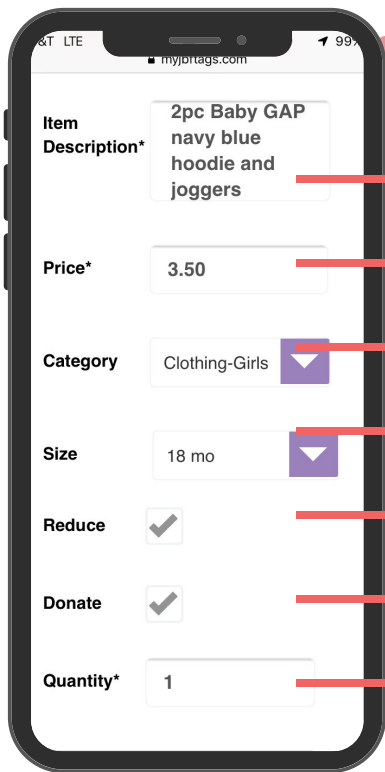 &T LTE 99%
myjbftags.com
Item
Description*
2pc Baby GAP
navy blue
hoodie and
joggers
Price*
3.50
Category
Clothing-Girls
Size
18 mo
Reduce
Donate
Quantity*
1